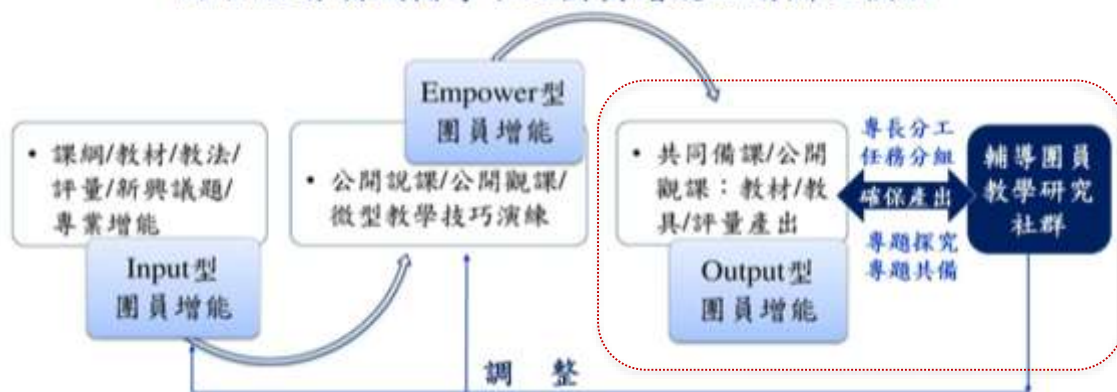 Empower型
團員增能
• 課綱/教材/教法/
評量/新興議題/
專業增能
Input型
團員增能
• 公開說課/公開觀課/
微型教學技巧演練
• 共同備課/公開
觀課：教材/教
具/評量產出
Output型
團員增能
專長分工
任務分組
確保產出
專題探究
專題共備
輔導團員
教學研究
社群
調 整